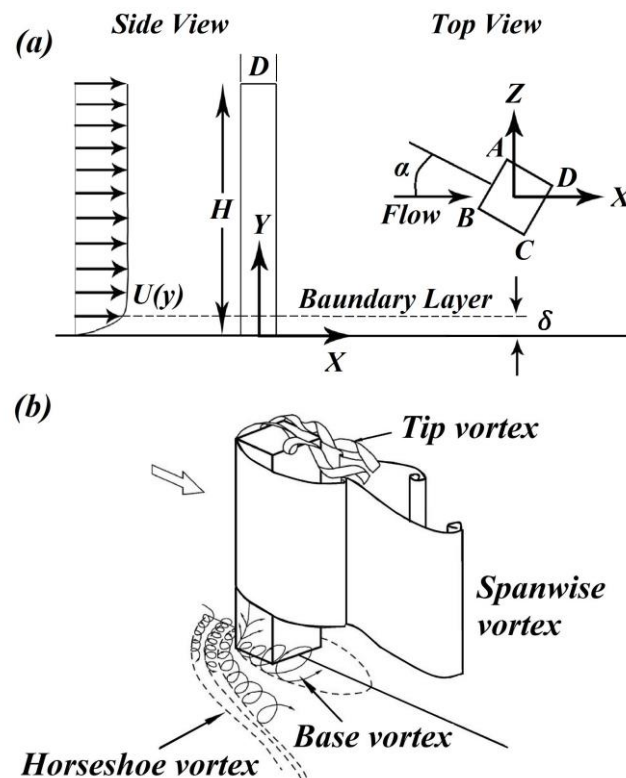 Side View
Top View
(a)
D
Z
A
α
D
X
H
Flow
B
Y
C
U(y)
Baundary Layer
δ
X
(b)
Tip vortex
Spanwise
vortex
Base vortex
Horseshoe vortex